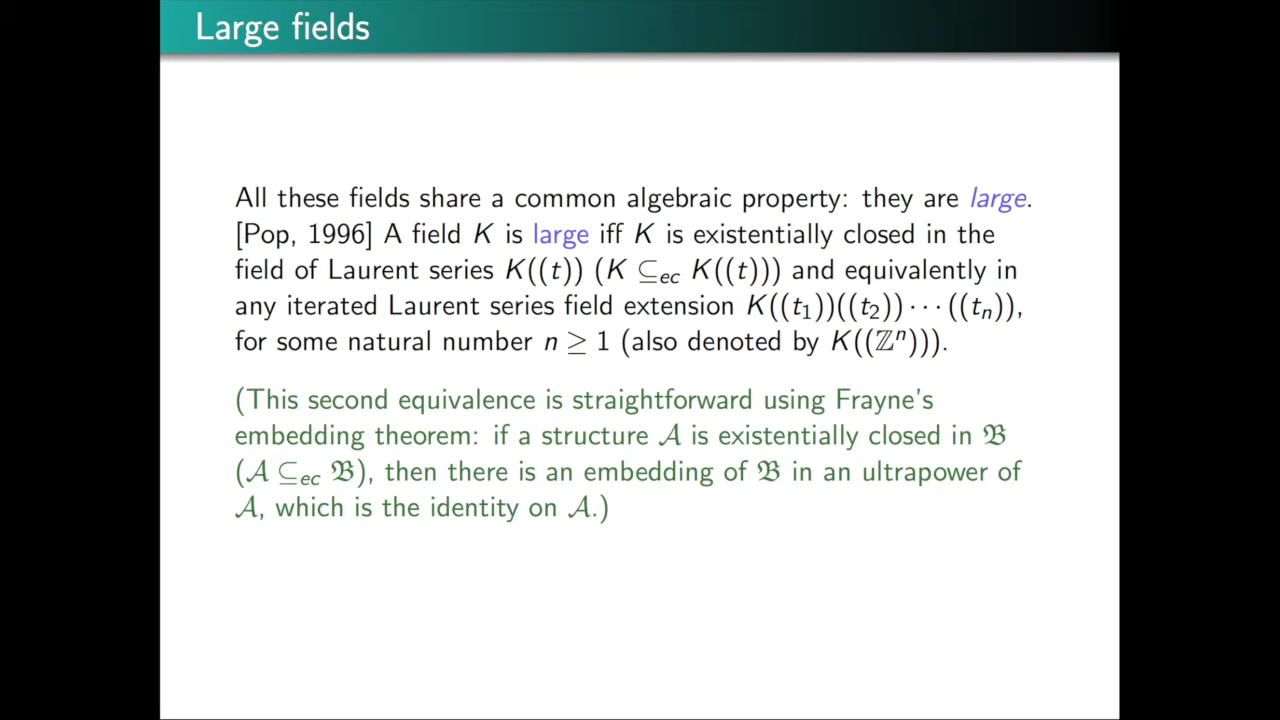 Large fields
All these fields share a common algebraic property: they are large.
[Pop, 1996] A field K is large iff K is existentially closed in the
field of Laurent series K((t)) (K ⊆ec K((t))) and equivalently in
any iterated Laurent series field extension K((t₁))((t₂)) · · · ((tₙ)),
for some natural number n ≥ 1 (also denoted by K((ℤⁿ))).
(This second equivalence is straightforward using Frayne's
embedding theorem: if a structure 𝒜 is existentially closed in 𝔅
(𝒜 ⊆ec 𝔅), then there is an embedding of 𝔅 in an ultrapower of
𝒜, which is the identity on 𝒜.)